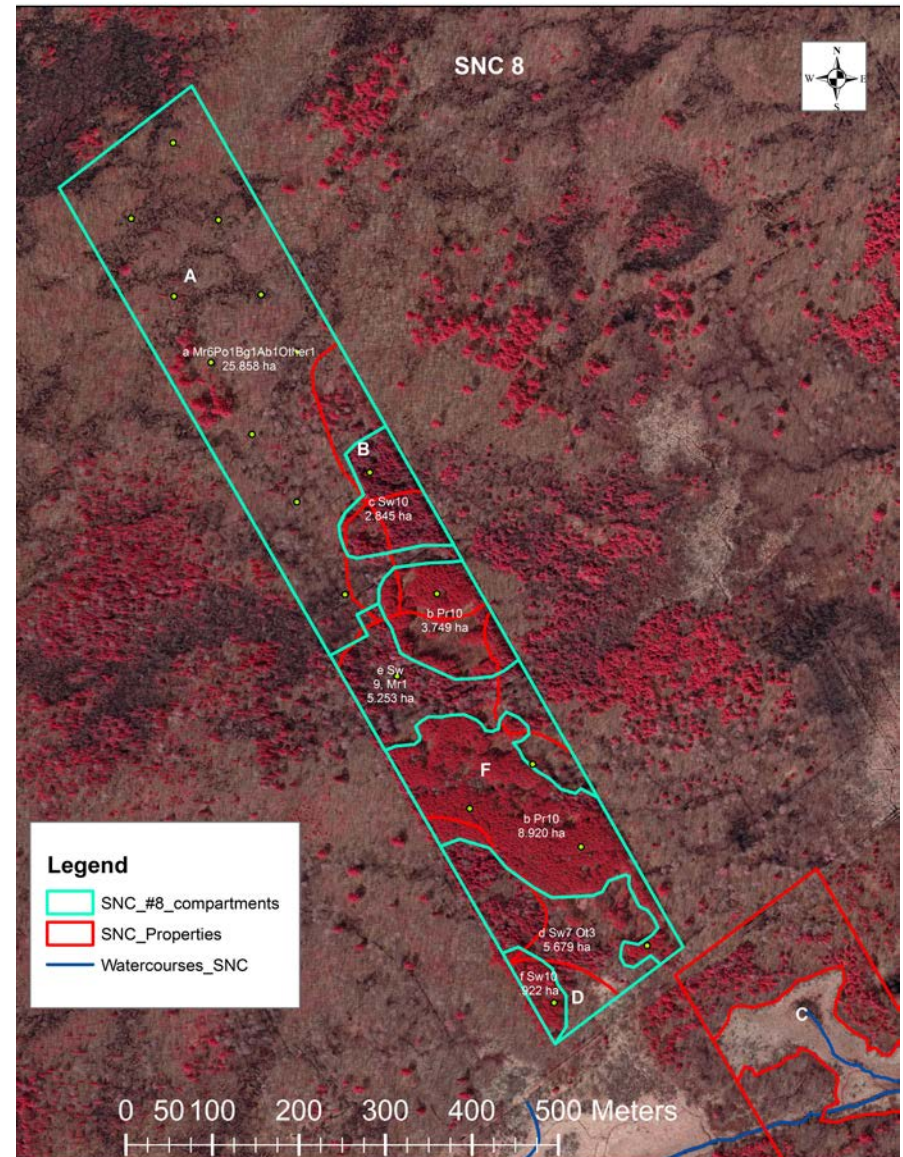 SNC 8
N
W E
S
A
a Mr6Po1Bg1Ab1Other1
25.858 ha
B
c Sw10
2.845 ha
b Pr10
3.749 ha
e Sw
9, Mr1
5.253 ha
F
b Pr10
8.920 ha
d Sw7 Ot3
5.679 ha
f Sw10
.922 ha
D
C
Legend
SNC_#8_compartments
SNC_Properties
Watercourses_SNC
0 50 100 200 300 400 500 Meters